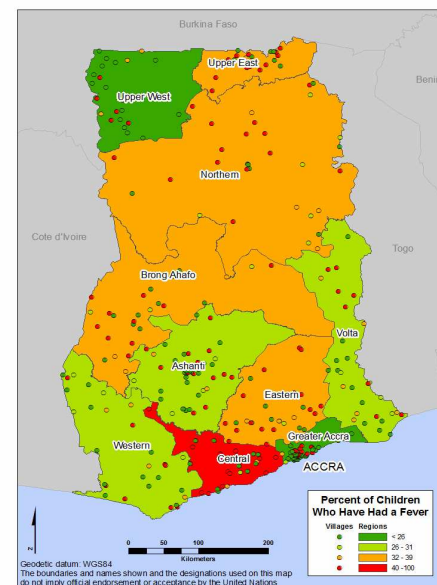 Burkina Faso
Upper East
Benin
Upper West
Northern
Cote d'Ivoire
Togo
Brong Ahafo
Volta
Ashanti
Eastern
Western
Central
Greater Accra
ACCRA
Percent of Children
Who Have Had a Fever
Villages Regions
< 26
26 - 31
32 - 39
40 -100
z
0 50 100 200
Kilometers
Geodetic datum: WGS84
The boundaries and names shown and the designations used on this map
do not imply official endorsement or acceptance by the United Nations